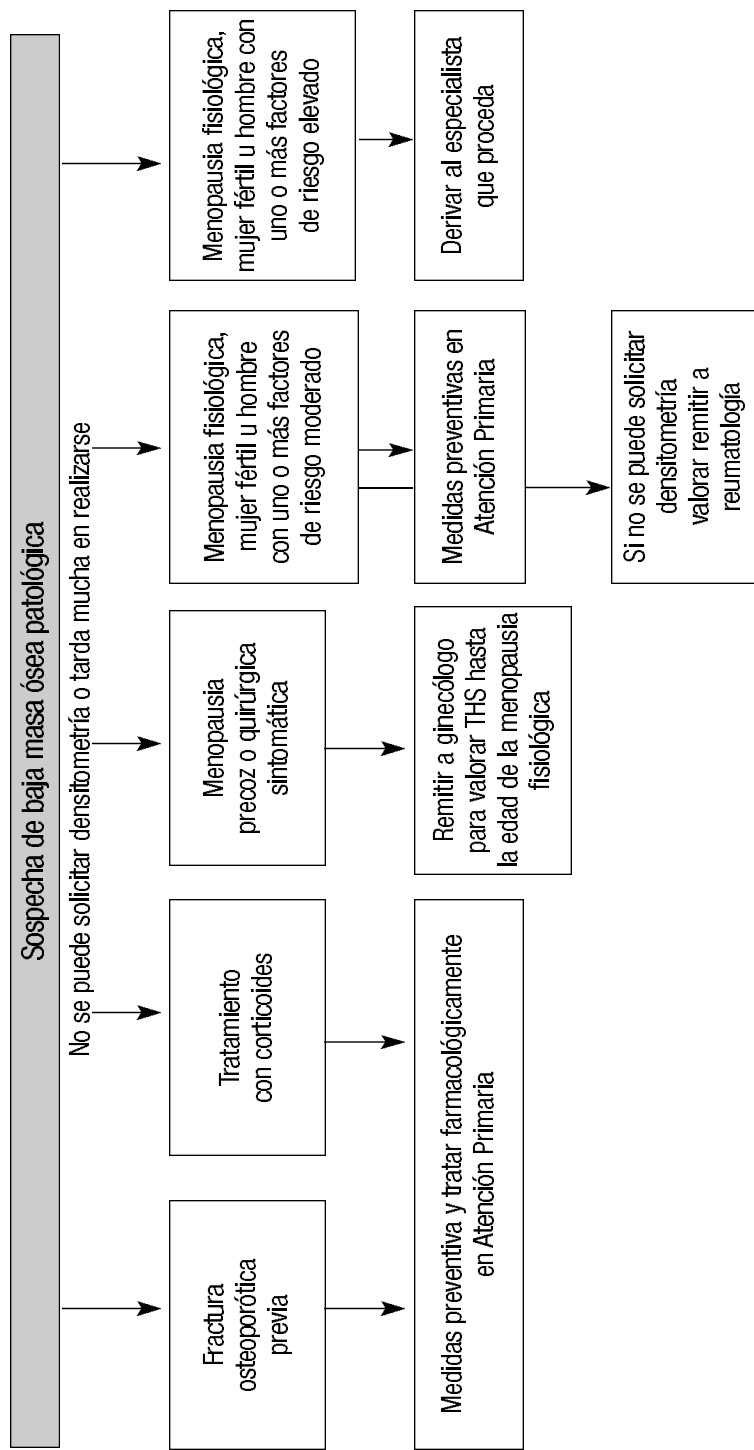 Sospecha de baja masa ósea patológica
No se puede solicitar densitometría o tarda mucha en realizarse
Fractura
osteoporótica
previa
Tratamiento
con corticoides
Menopausia
precoz o quirúrgica
sintomática
Menopausia fisiológica,
mujer fértil u hombre
con uno o más factores
de riesgo moderado
Menopausia fisiológica,
mujer fértil u hombre con
uno o más factores
de riesgo elevado
Medidas preventiva y tratar farmacológicamente
en Atención Primaria
Remitir a ginecólogo
para valorar THS hasta
la edad de la menopausia
fisiológica
Medidas preventivas en
Atención Primaria
Derivar al especialista
que proceda
Si no se puede solicitar
densitometría
valorar remitir a
reumatología